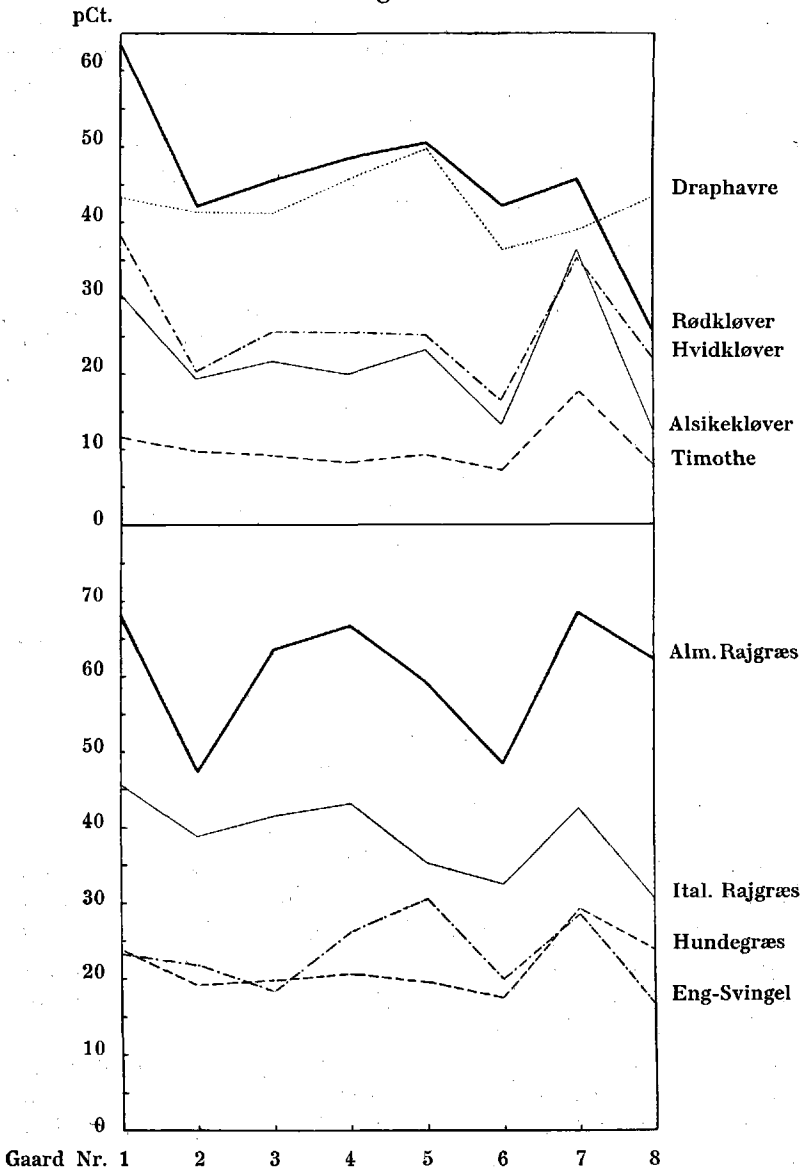 pCt.
60
50
40
30
20
10
0
Draphavre
Rødkløver
Hvidkløver
Alsikekløver
Timothe
70
60
50
40
30
20
10
0
Alm. Rajgræs
Ital. Rajgræs
Hundegræs
Eng-Svingel
Gaard Nr. 1 2 3 4 5 6 7 8